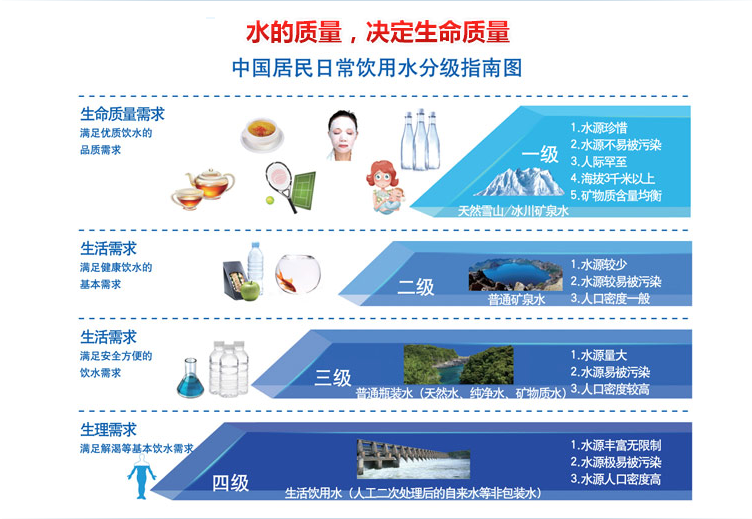 水的质量，决定生命质量
中国居民日常饮用水分级指南图
生命质量需求
满足优质饮水的
品质需求
一级
天然雪山/冰川矿泉水
1.水源珍惜
2.水源不易被污染
3.人际罕至
4.海拔3千米以上
5.矿物质含量均衡
生活需求
满足健康饮水的
基本需求
二级
普通矿泉水
1.水源较少
2.水源较易被污染
3.人口密度一般
生活需求
满足安全方便的
饮水需求
三级
普通瓶装水（天然水、纯净水、矿物质水）
1.水源量大
2.水源易被污染
3.人口密度较高
生理需求
满足解渴等基本饮水需求
四级
生活饮用水（人工二次处理后的自来水等非包装水）
1.水源丰富无限制
2.水源极易被污染
3.水源人口密度高